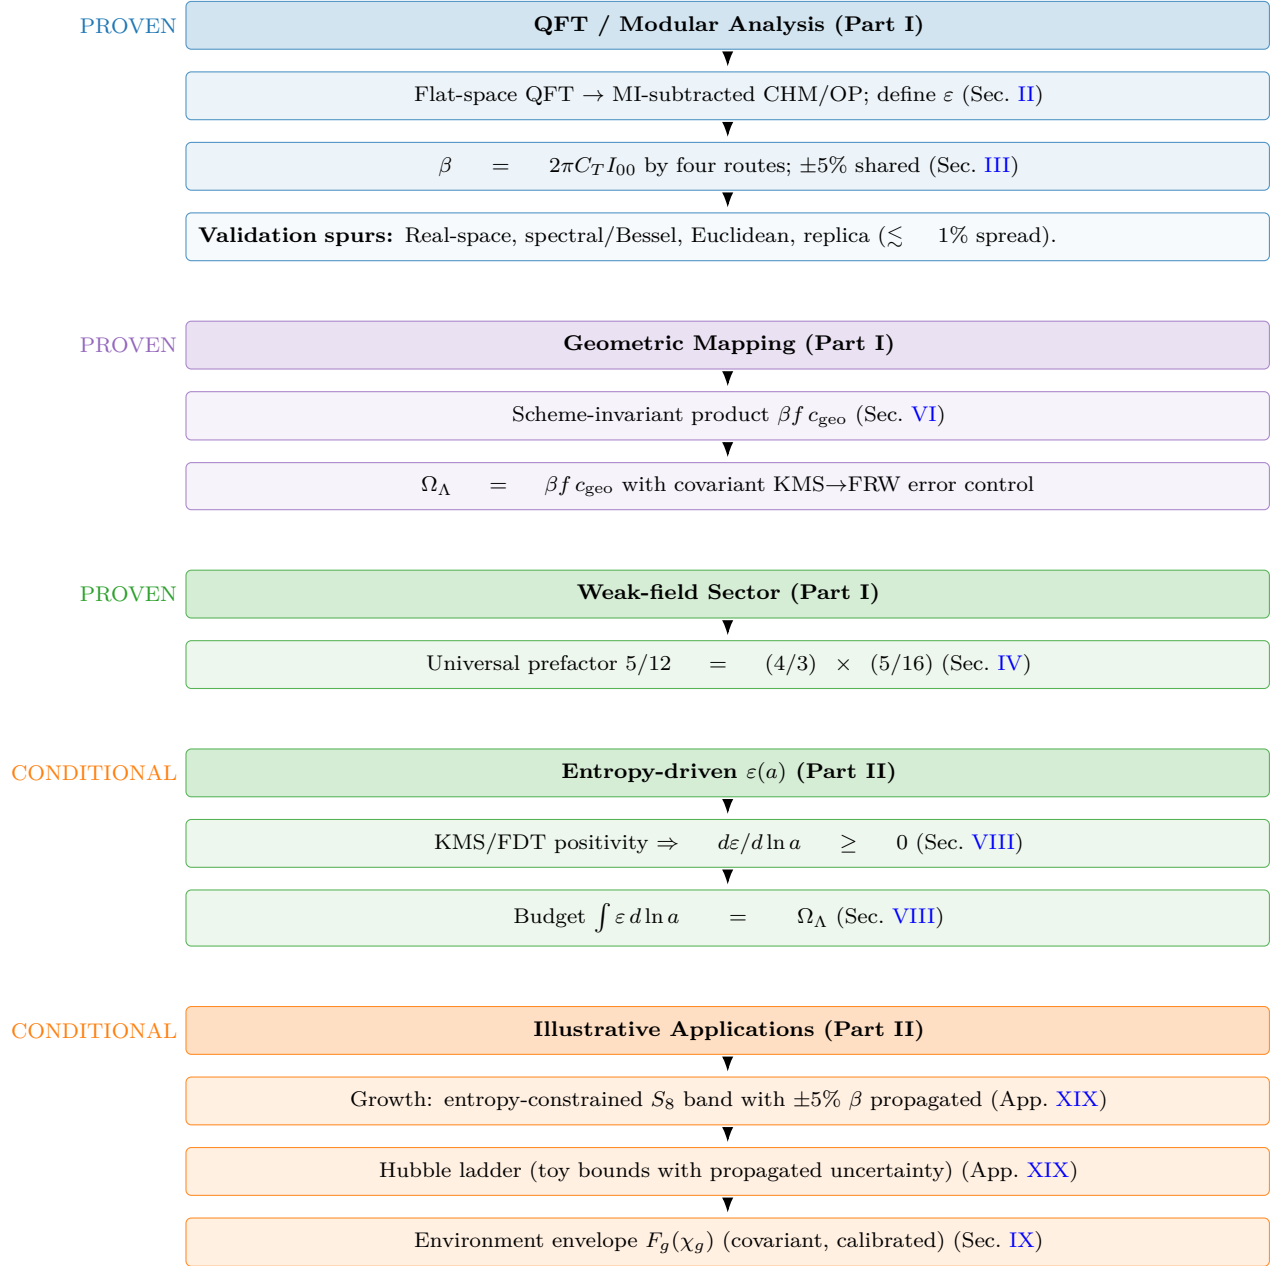 PROVEN
QFT / Modular Analysis (Part I)
Flat-space QFT → MI-subtracted CHM/OP; define ε (Sec. II)
β = 2πC_T I_00 by four routes; ±5% shared (Sec. III)
Validation spurs: Real-space, spectral/Bessel, Euclidean, replica (≲ 1% spread).
PROVEN
Geometric Mapping (Part I)
Scheme-invariant product βf c_geo (Sec. VI)
Ω_Λ = βf c_geo with covariant KMS→FRW error control
PROVEN
Weak-field Sector (Part I)
Universal prefactor 5/12 = (4/3) × (5/16) (Sec. IV)
CONDITIONAL
Entropy-driven ε(a) (Part II)
KMS/FDT positivity ⇒ dε/d ln a ≥ 0 (Sec. VIII)
Budget ∫ ε d ln a = Ω_Λ (Sec. VIII)
CONDITIONAL
Illustrative Applications (Part II)
Growth: entropy-constrained S_8 band with ±5% β propagated (App. XIX)
Hubble ladder (toy bounds with propagated uncertainty) (App. XIX)
Environment envelope F_g(χ_g) (covariant, calibrated) (Sec. IX)